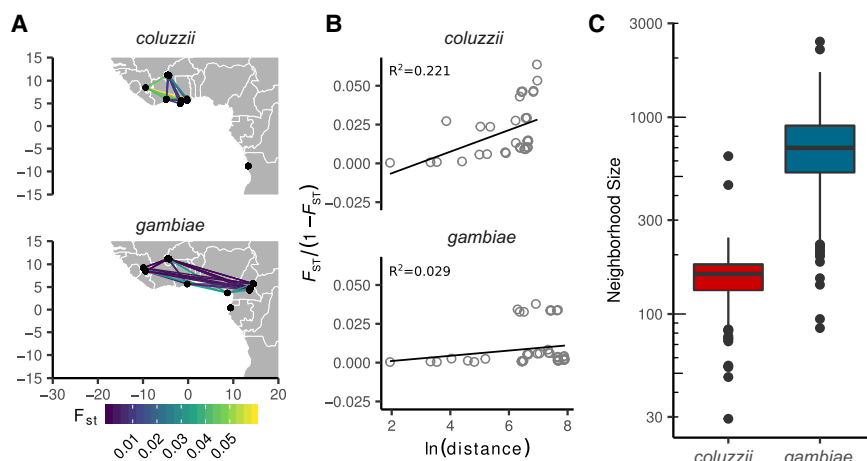 A
coluzzii
15
10
5
0
−5
−10
−15
gambiae
15
10
5
0
−5
−10
−15
−30
−20
−10
0
10
20
Fst
0.01
0.02
0.03
0.04
0.05
B
coluzzii
R²=0.221
0.050
0.025
0.000
−0.025
FST/(1−FST)
gambiae
R²=0.029
0.050
0.025
0.000
−0.025
2
4
6
8
ln(distance)
C
3000
1000
300
100
30
Neighborhood Size
coluzzii
gambiae